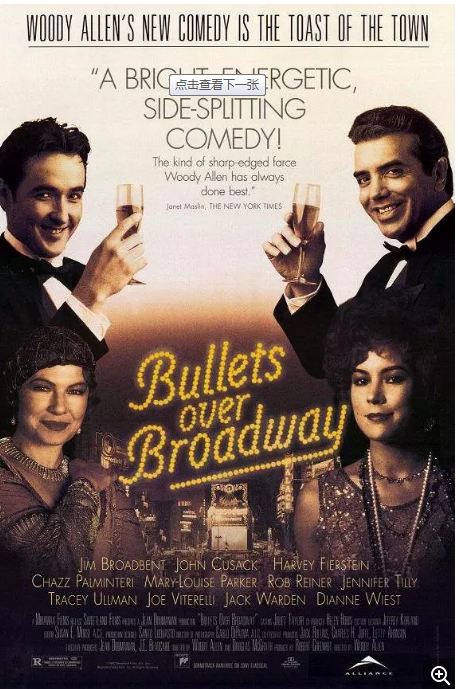 WOODY ALLEN'S NEW COMEDY IS THE TOAST OF THE TOWN
"A BRIGHT, ENERGETIC,
点击查看下一张
SIDE-SPLITTING
COMEDY!
The kind of sharp-edged farce
Woody Allen has always
done best."
Janet Maslin, THE NEW YORK TIMES
Bullets
over
Broadway
JIM BROADBENT JOHN CUSACK HARVEY FIERSTEIN
CHAZZ PALMINTERI MARY-LOUISE PARKER ROB REINER JENNIFER TILLY
TRACEY ULLMAN JOE VITERELLI JACK WARDEN DIANNE WIEST
R
ALLIANCE